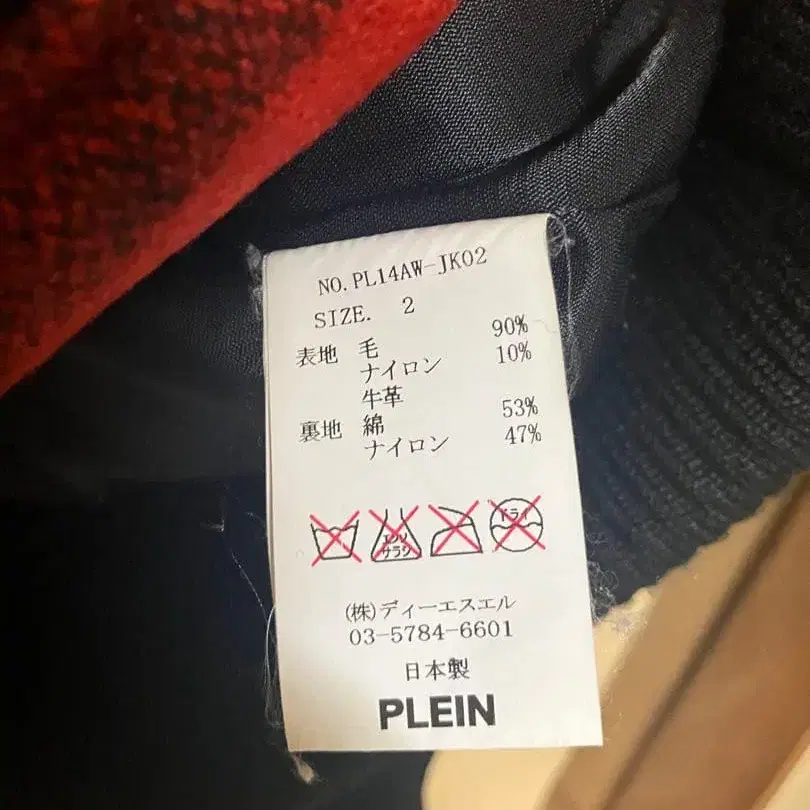 NO.PL14AW-JK02
SIZE. 2
表地 毛 90%
ナイロン 10%
牛革
裏地 綿 53%
ナイロン 47%
エンソ サラシ ドライ
(株)ディーエスエル
03-5784-6601
日本製
PLEIN